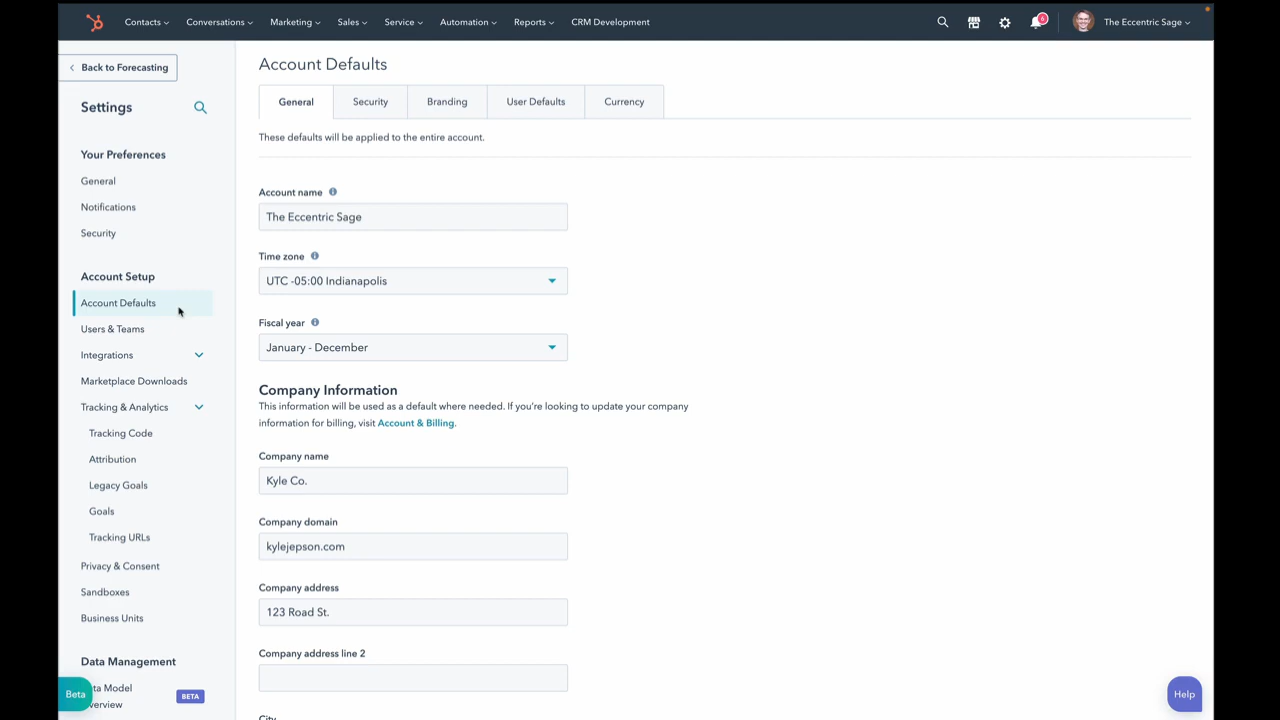 Contacts
Conversations
Marketing
Sales
Service
Automation
Reports
CRM Development
6
The Eccentric Sage
Back to Forecasting
Settings
Your Preferences
General
Notifications
Security
Account Setup
Account Defaults
Users & Teams
Integrations
Marketplace Downloads
Tracking & Analytics
Tracking Code
Attribution
Legacy Goals
Goals
Tracking URLs
Privacy & Consent
Sandboxes
Business Units
Data Management
Model
BETA
Beta
Account Defaults
General
Security
Branding
User Defaults
Currency
These defaults will be applied to the entire account.
Account name
The Eccentric Sage
Time zone
UTC -05:00 Indianapolis
Fiscal year
January - December
Company Information
This information will be used as a default where needed. If you're looking to update your company
information for billing, visit Account & Billing.
Company name
Kyle Co.
Company domain
kylejepson.com
Company address
123 Road St.
Company address line 2
City
Help